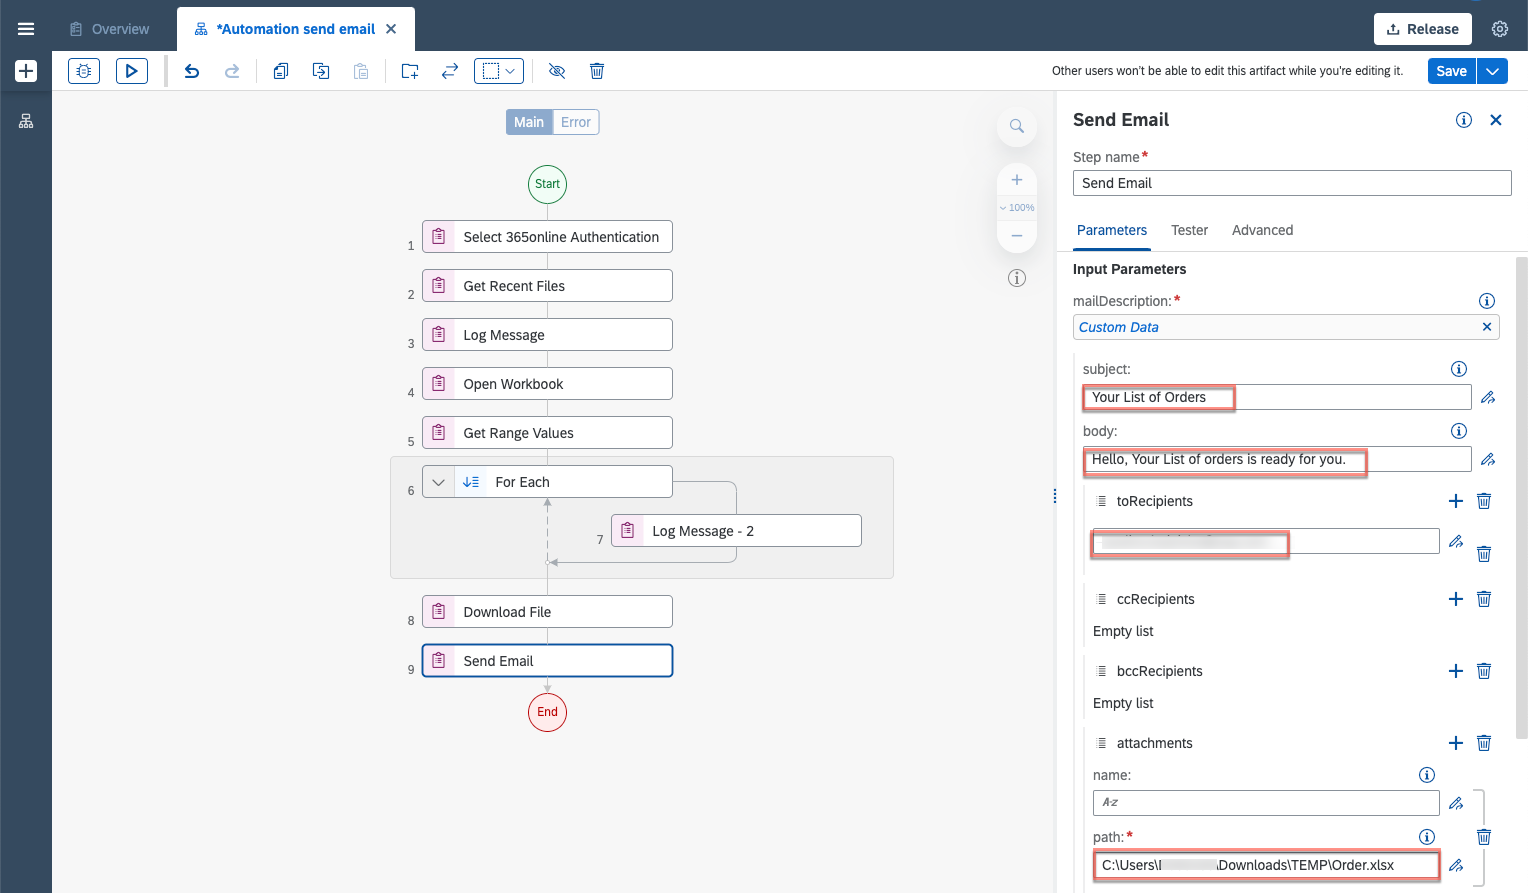 Overview
*Automation send email
Release
Other users won't be able to edit this artifact while you're editing it.
Save
Main
Error
Start
1
Select 365online Authentication
2
Get Recent Files
3
Log Message
4
Open Workbook
5
Get Range Values
6
For Each
7
Log Message - 2
8
Download File
9
Send Email
End
100%
Send Email
Step name*
Send Email
Parameters
Tester
Advanced
Input Parameters
mailDescription:*
Custom Data
subject:
Your List of Orders
body:
Hello, Your List of orders is ready for you.
toRecipients
ccRecipients
Empty list
bccRecipients
Empty list
attachments
name:
A-z
path:*
C:\Users\ \Downloads\TEMP\Order.xlsx